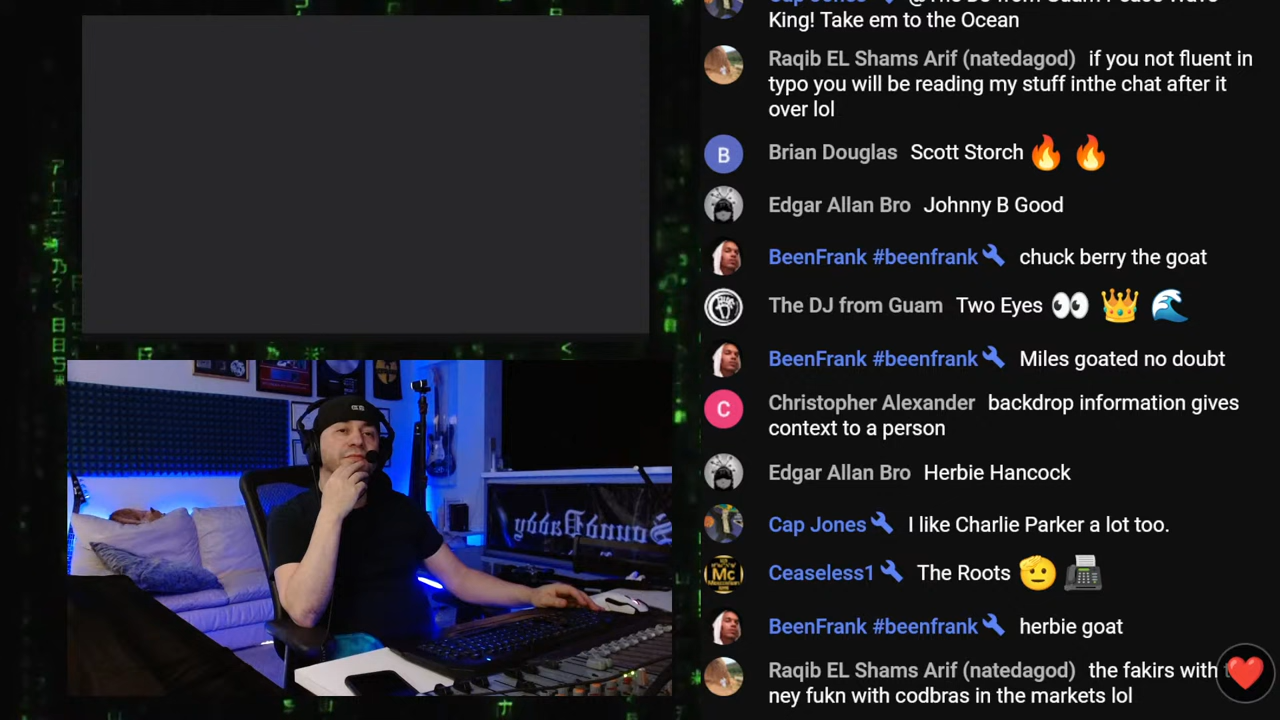 King! Take em to the Ocean
Raqib EL Shams Arif (natedagod) if you not fluent in
typo you will be reading my stuff inthe chat after it
over lol
B Brian Douglas Scott Storch 🔥 🔥
Edgar Allan Bro Johnny B Good
BeenFrank #beenfrank chuck berry the goat
The DJ from Guam Two Eyes 👀 👑 🌊
BeenFrank #beenfrank Miles goated no doubt
C Christopher Alexander backdrop information gives
context to a person
Edgar Allan Bro Herbie Hancock
Cap Jones I like Charlie Parker a lot too.
Mc Ceaseless1 The Roots 🫡 📠
BeenFrank #beenfrank herbie goat
Raqib EL Shams Arif (natedagod) the fakirs with
ney fukn with codbras in the markets lol
SoundDaddy